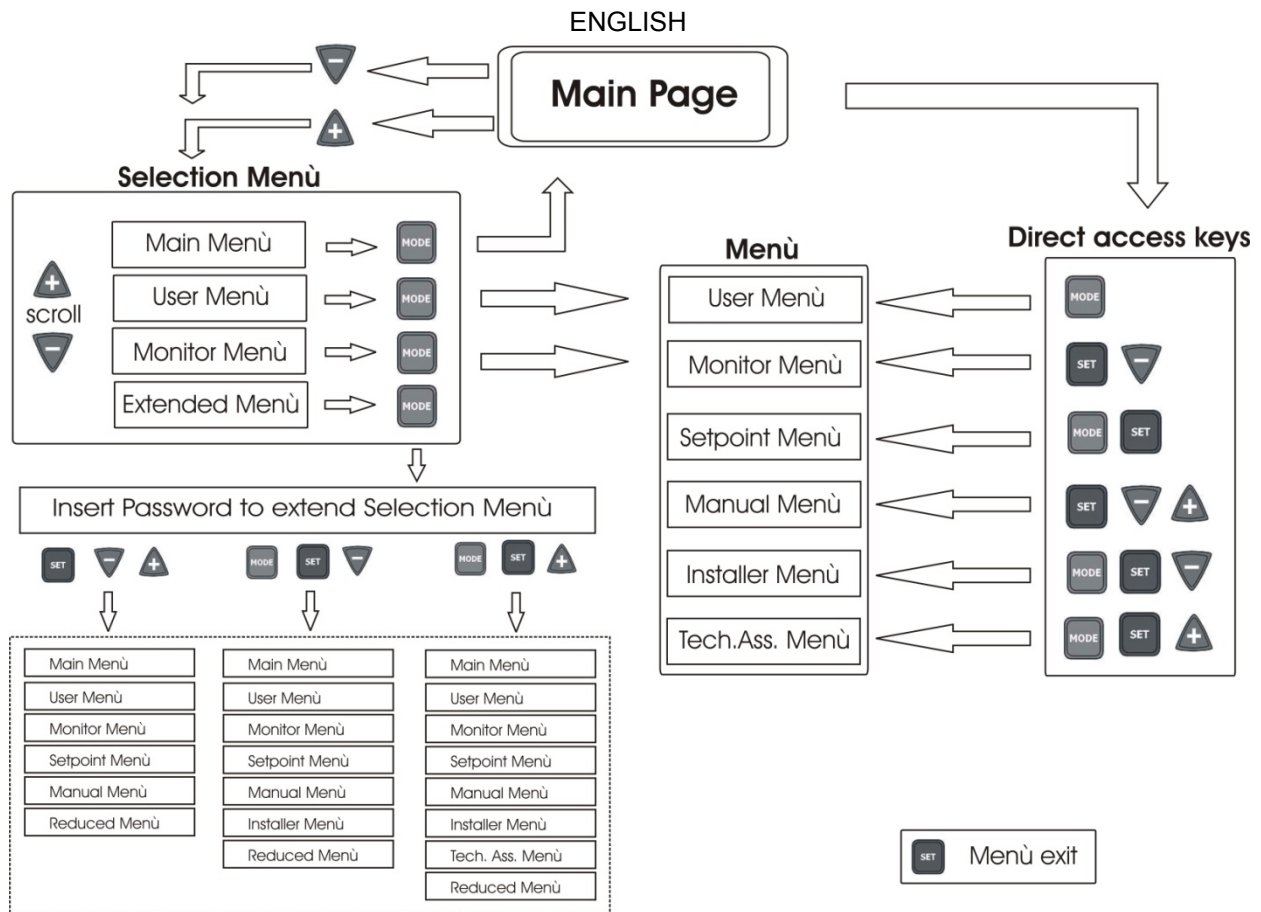 ENGLISH
Main Page
Selection Menù
Main Menù
MODE
User Menù
MODE
Monitor Menù
MODE
Extended Menù
MODE
+
scroll
-
Menù
User Menù
Monitor Menù
Setpoint Menù
Manual Menù
Installer Menù
Tech.Ass. Menù
Direct access keys
MODE
SET -
MODE SET
SET - +
MODE SET -
MODE SET +
Insert Password to extend Selection Menù
SET - +
MODE SET -
MODE SET +
Main Menù
User Menù
Monitor Menù
Setpoint Menù
Manual Menù
Reduced Menù
Main Menù
User Menù
Monitor Menù
Setpoint Menù
Manual Menù
Installer Menù
Reduced Menù
Main Menù
User Menù
Monitor Menù
Setpoint Menù
Manual Menù
Installer Menù
Tech. Ass. Menù
Reduced Menù
SET Menù exit